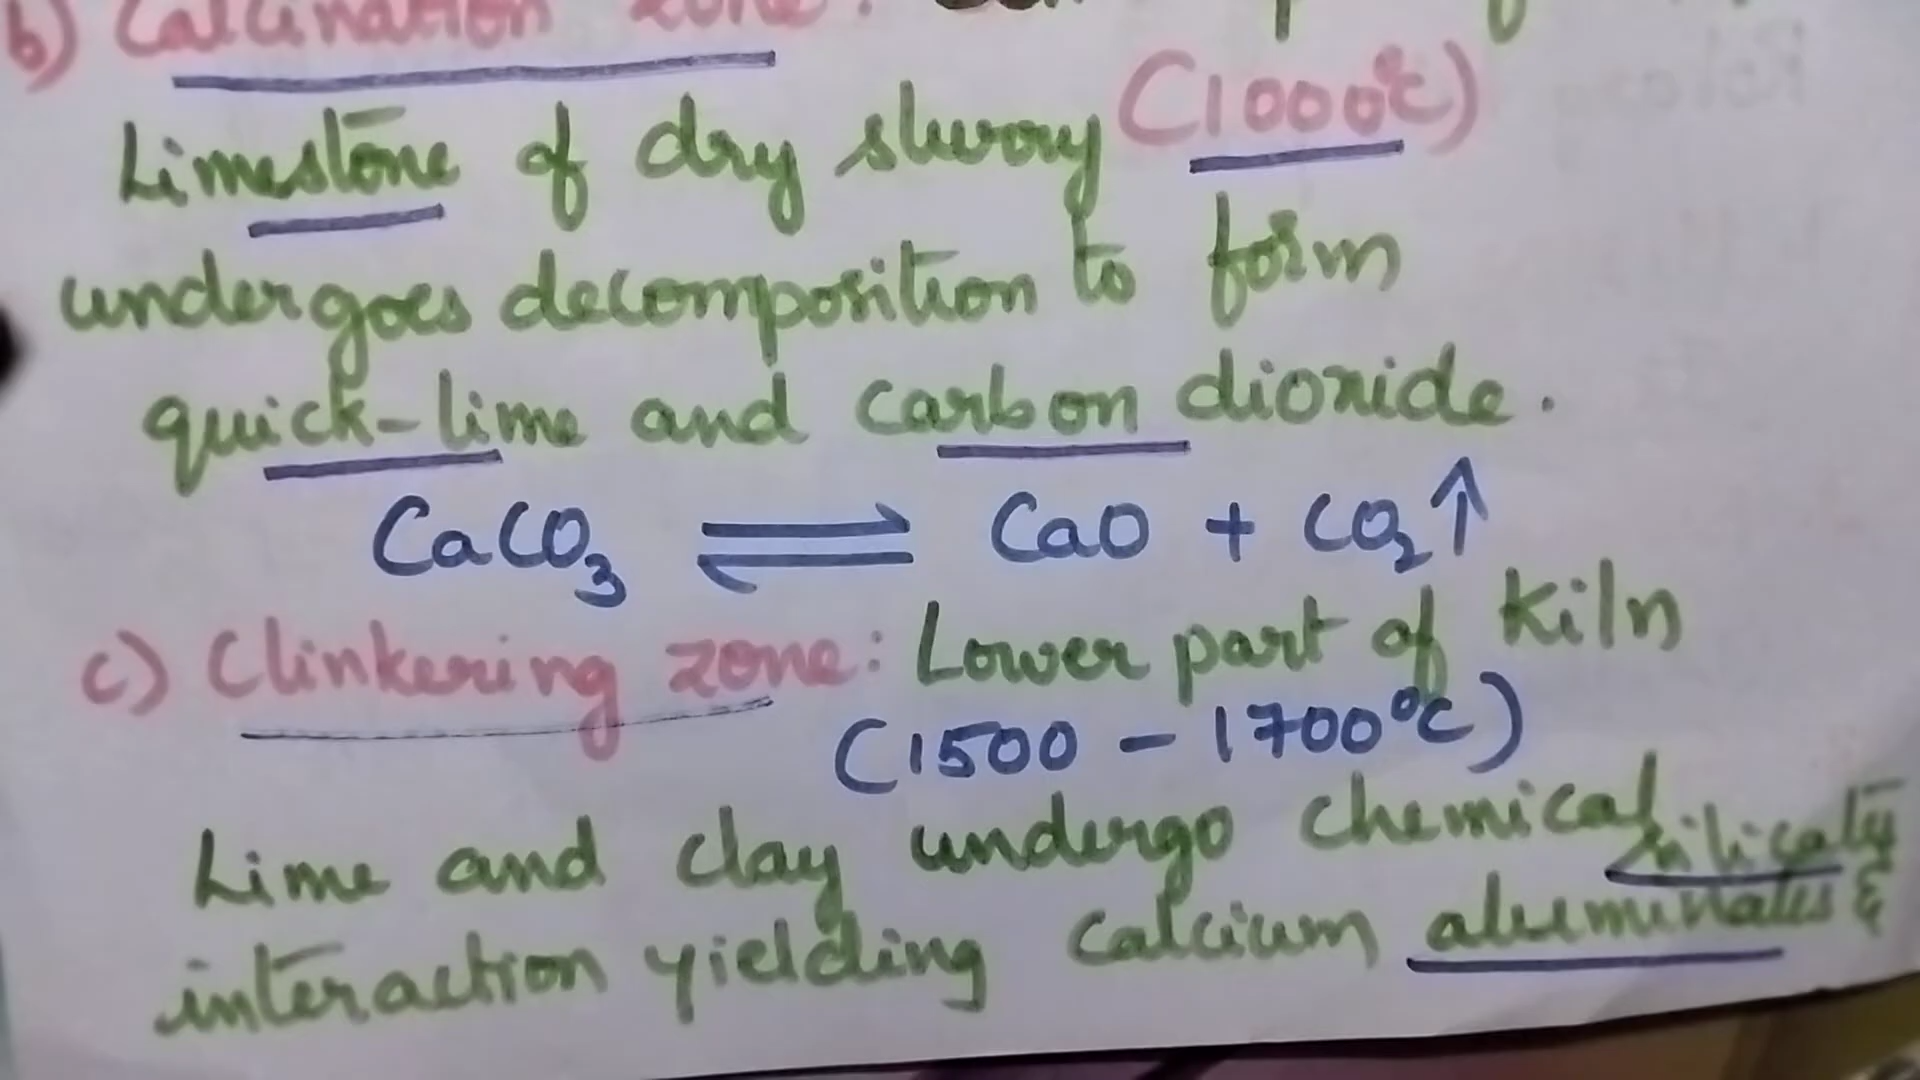 b) Calcination zone:
(1000°C)
Limestone of dry slurry
undergoes decomposition to form
quick-lime and carbon dioxide.
CaCO₃ ⇌ CaO + CO₂↑
c) Clinkering zone: Lower part of kiln
(1500 - 1700°C)
Lime and clay undergo chemical
interaction yielding calcium aluminates &
silicates